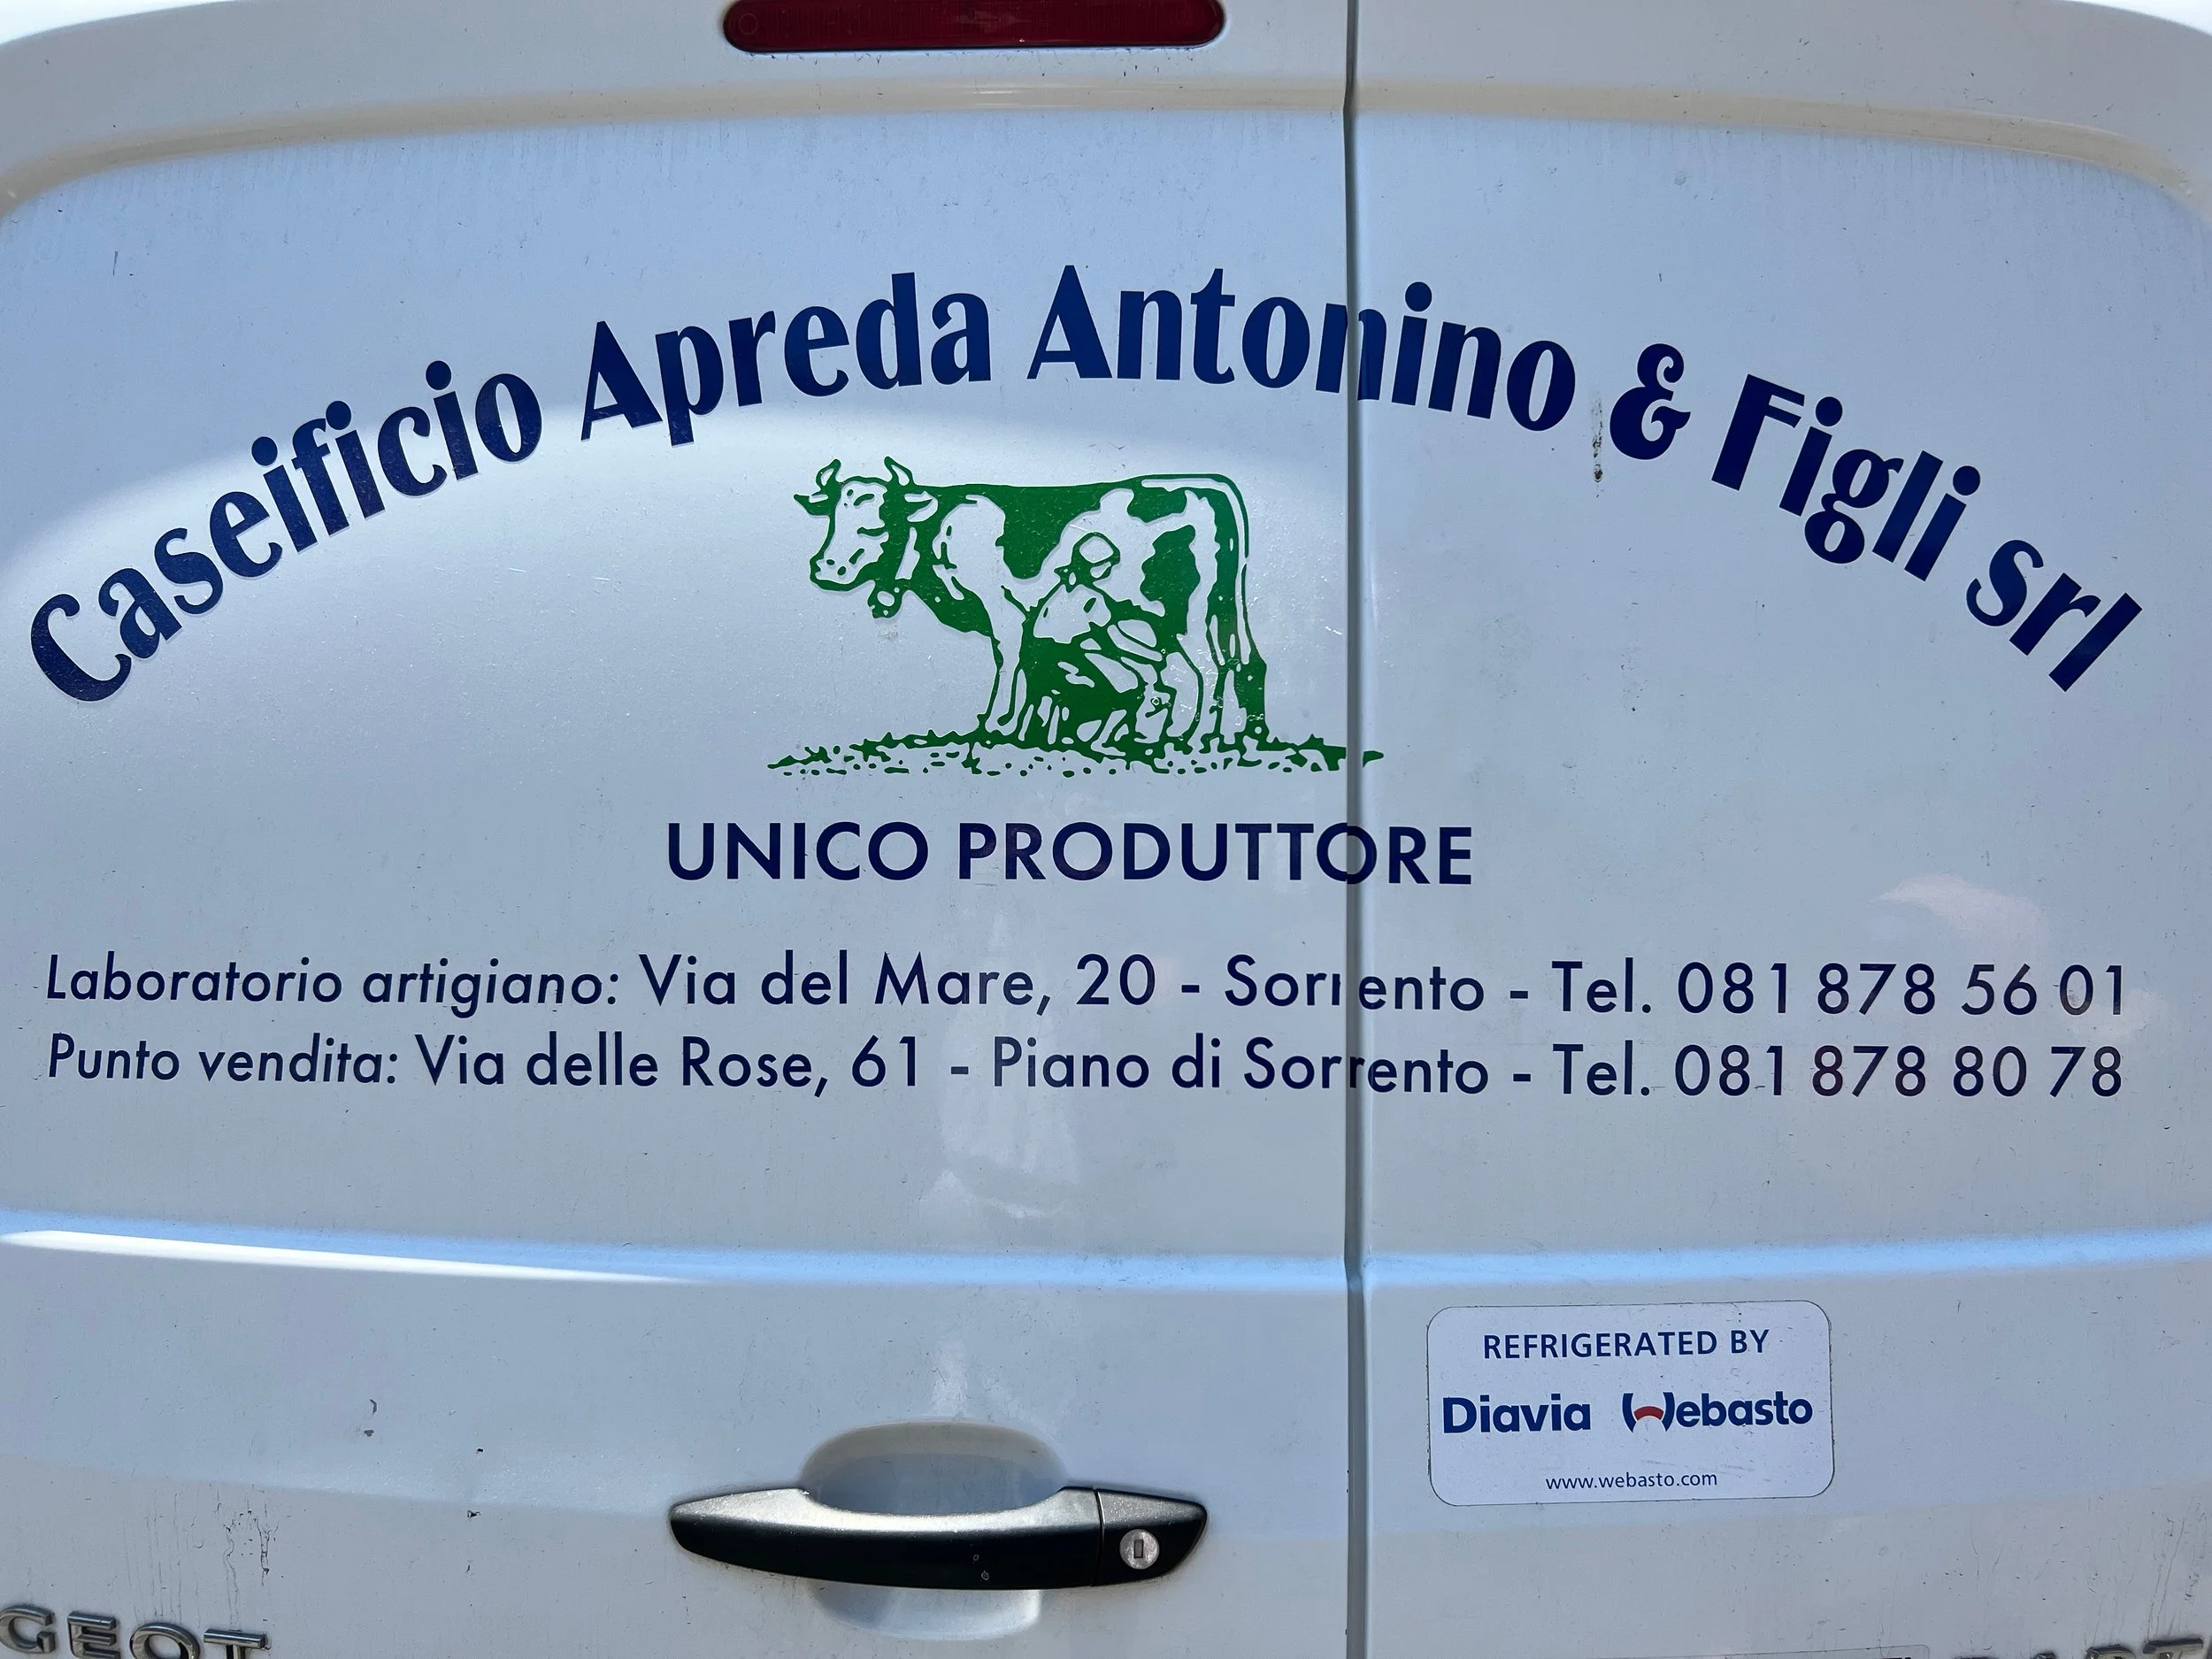 Caseificio Apreda Antonino & Figli srl
UNICO PRODUTTORE
Laboratorio artigiano: Via del Mare, 20 - Sorrento - Tel. 081 878 56 01
Punto vendita: Via delle Rose, 61 - Piano di Sorrento - Tel. 081 878 80 78
REFRIGERATED BY
Diavia Webasto
www.webasto.com
GEOT